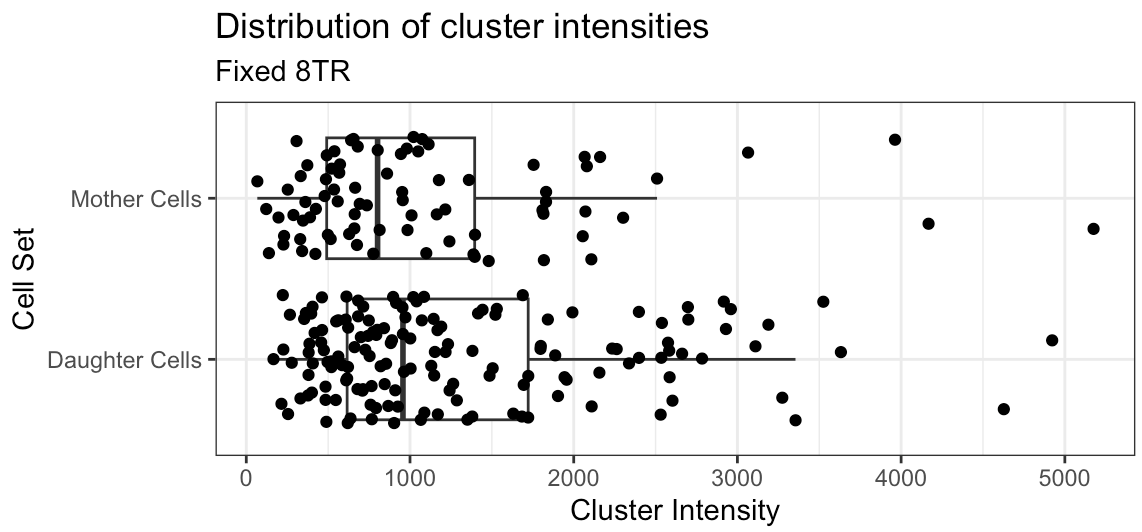 Distribution of cluster intensities
Fixed 8TR
Cell Set
Mother Cells
Daughter Cells
0 1000 2000 3000 4000 5000
Cluster Intensity